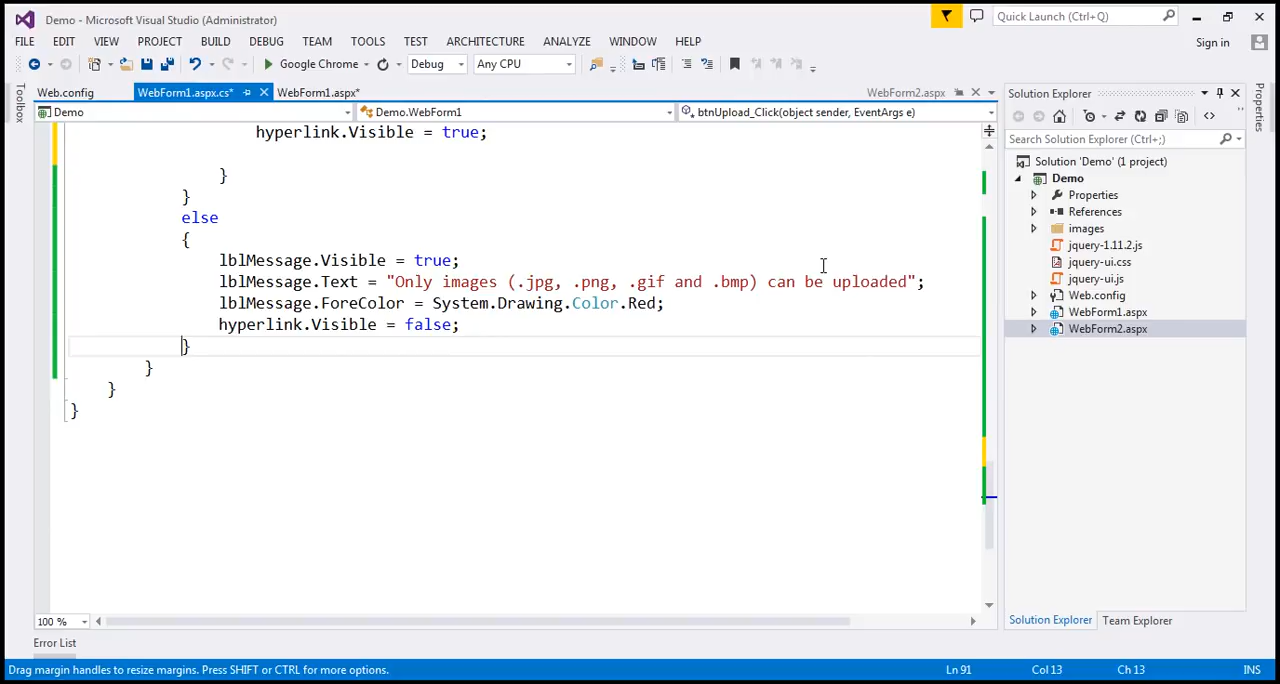 Demo - Microsoft Visual Studio (Administrator)
Quick Launch (Ctrl+Q)
FILE EDIT VIEW PROJECT BUILD DEBUG TEAM TOOLS TEST ARCHITECTURE ANALYZE WINDOW HELP
Sign in
Google Chrome Debug Any CPU
Toolbox
Web.config WebForm1.aspx.cs* WebForm1.aspx* WebForm2.aspx
Demo Demo.WebForm1 btnUpload_Click(object sender, EventArgs e)
hyperlink.Visible = true;
}
}
else
{
lblMessage.Visible = true;
lblMessage.Text = "Only images (.jpg, .png, .gif and .bmp) can be uploaded";
lblMessage.ForeColor = System.Drawing.Color.Red;
hyperlink.Visible = false;
}
}
}
}
100 %
Error List
Solution Explorer
Search Solution Explorer (Ctrl+;)
Solution 'Demo' (1 project)
Demo
Properties
References
images
jquery-1.11.2.js
jquery-ui.css
jquery-ui.js
Web.config
WebForm1.aspx
WebForm2.aspx
Solution Explorer Team Explorer
Properties
Drag margin handles to resize margins. Press SHIFT or CTRL for more options.
Ln 91 Col 13 Ch 13 INS